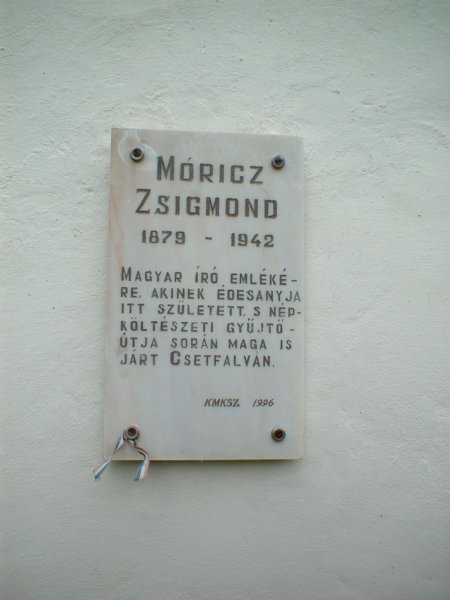 MÓRICZ
ZSIGMOND
1879 - 1942
MAGYAR ÍRÓ EMLÉKÉ-
RE, AKINEK ÉDESANYJA
ITT SZÜLETETT, S NÉP-
KÖLTÉSZETI GYŰJTŐ-
ÚTJA SORÁN MAGA IS
JÁRT CSETFALVÁN.
KMKSZ 1996